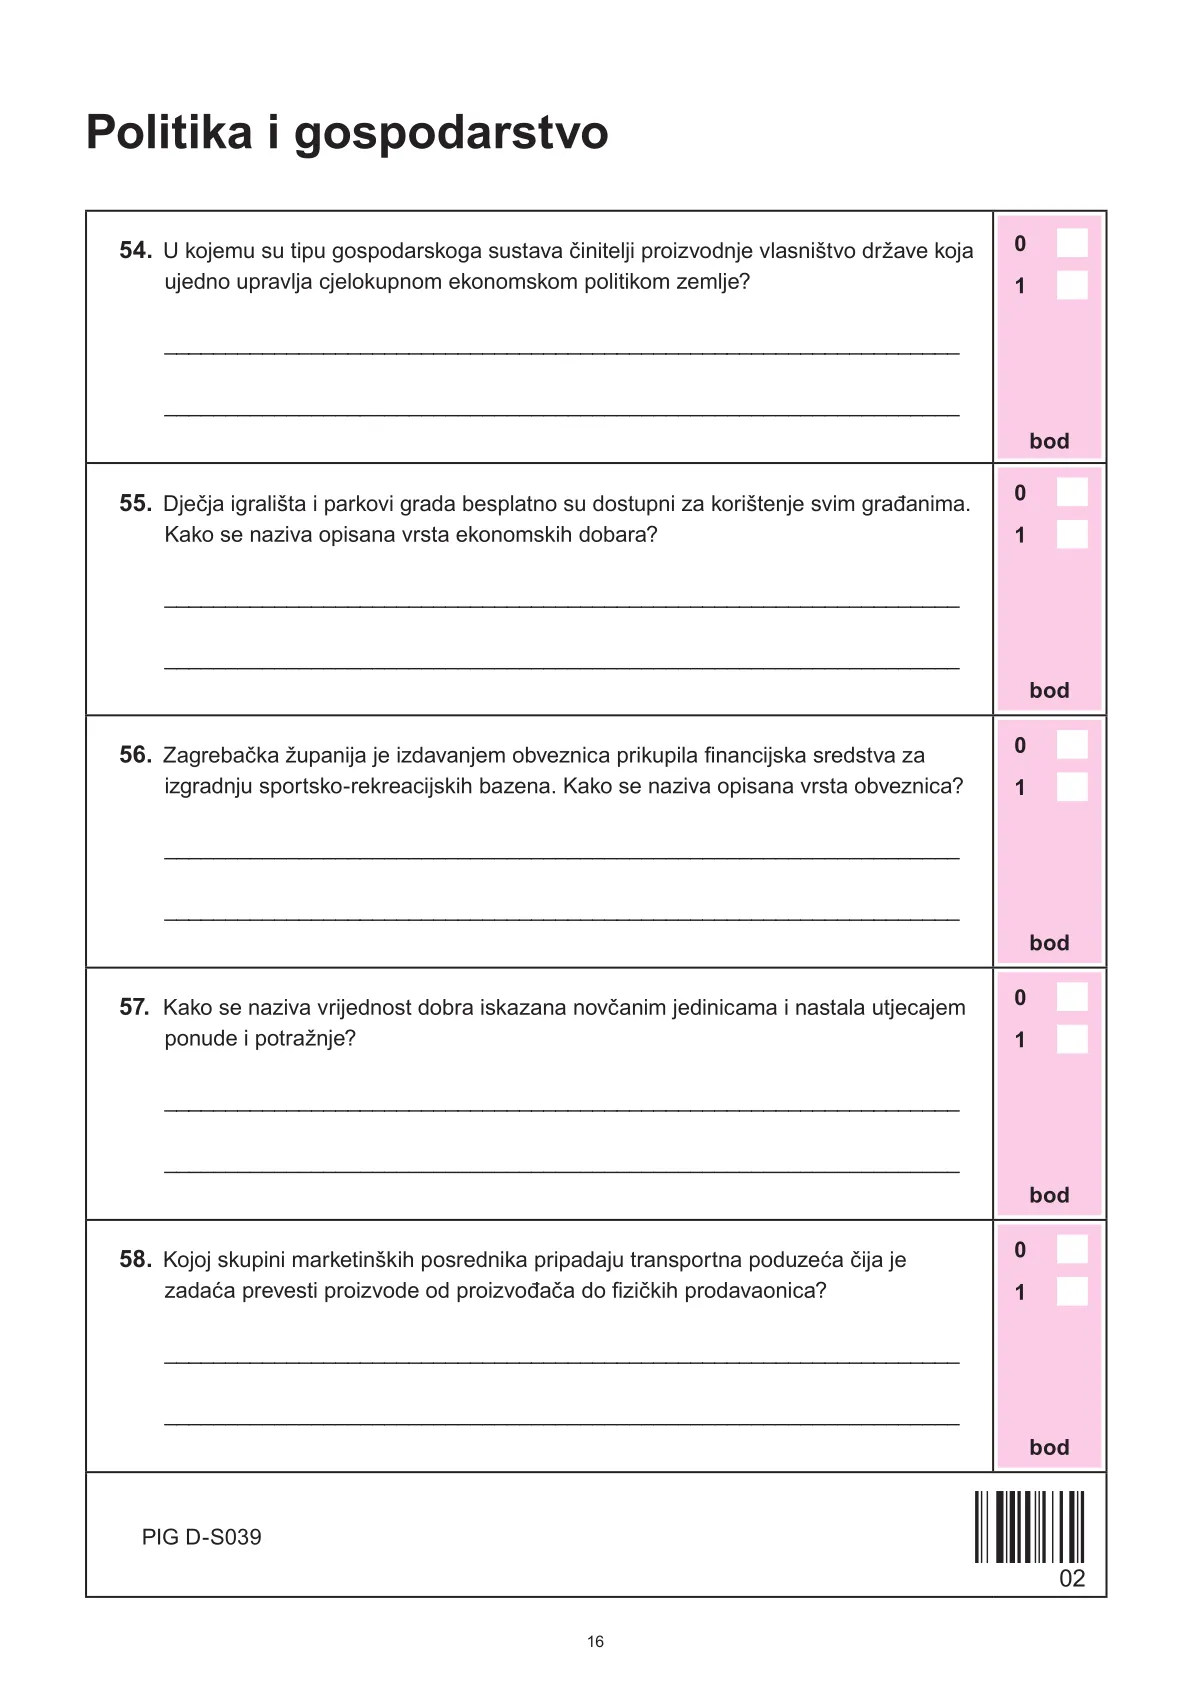 Politika i gospodarstvo
54. U kojemu su tipu gospodarskoga sustava činitelji proizvodnje vlasništvo države koja
ujedno upravlja cjelokupnom ekonomskom politikom zemlje?
0
1
bod
55. Dječja igrališta i parkovi grada besplatno su dostupni za korištenje svim građanima.
Kako se naziva opisana vrsta ekonomskih dobara?
0
1
bod
56. Zagrebačka županija je izdavanjem obveznica prikupila financijska sredstva za
izgradnju sportsko-rekreacijskih bazena. Kako se naziva opisana vrsta obveznica?
0
1
bod
57. Kako se naziva vrijednost dobra iskazana novčanim jedinicama i nastala utjecajem
ponude i potražnje?
0
1
bod
58. Kojoj skupini marketinških posrednika pripadaju transportna poduzeća čija je
zadaća prevesti proizvode od proizvođača do fizičkih prodavaonica?
0
1
bod
PIG D-S039
02
16